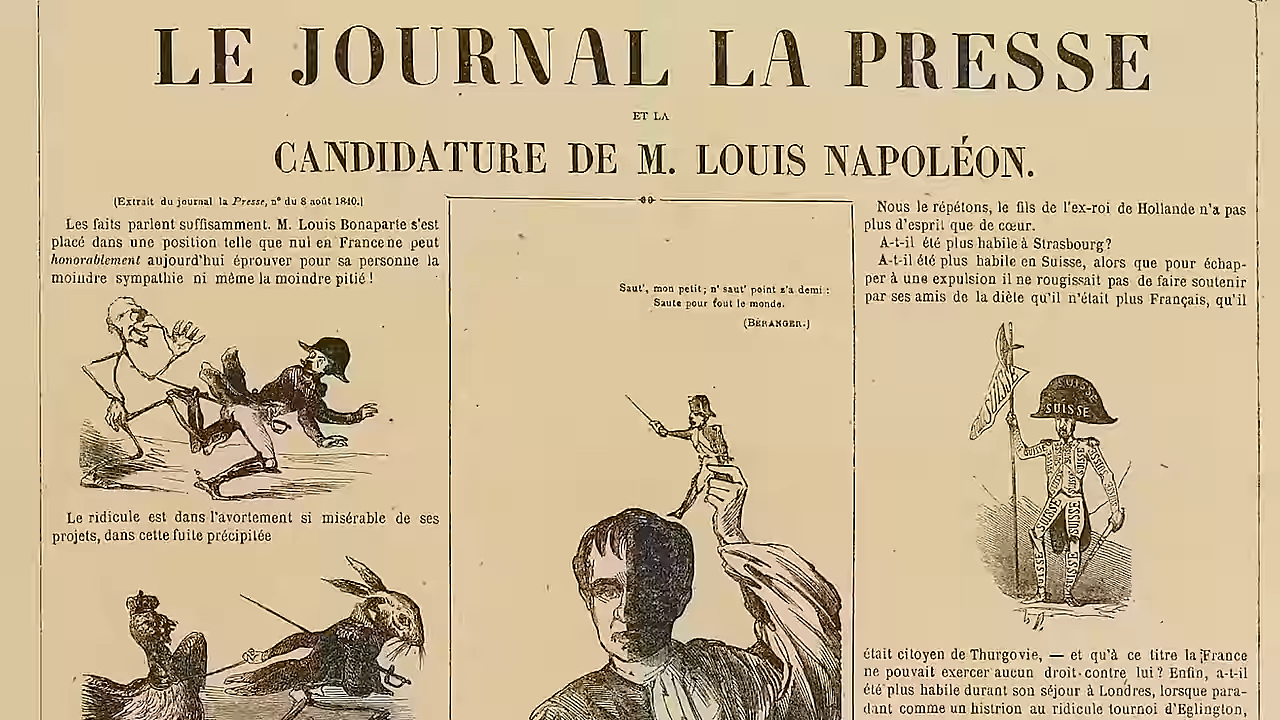 LE JOURNAL LA PRESSE
ET LA
CANDIDATURE DE M. LOUIS NAPOLÉON.
(Extrait du journal la Presse, n° du 8 août 1840.)
Les faits parlent suffisamment. M. Louis Bonaparte s'est
placé dans une position telle que nul en France ne peut
honorablement aujourd'hui éprouver pour sa personne la
moindre sympathie ni même la moindre pitié !
Le ridicule est dans l'avortement si misérable de ses
projets, dans cette fuite précipitée
Saut', mon petit; n' saut' point z'a demi :
Saute pour tout le monde.
(BÉRANGER.)
Nous le répétons, le fils de l'ex-roi de Hollande n'a pas
plus d'esprit que de cœur.
A-t-il été plus habile à Strasbourg?
A-t-il été plus habile en Suisse, alors que pour échap-
per à une expulsion il ne rougissait pas de faire soutenir
par ses amis de la diète qu'il n'était plus Français, qu'il
SUISSE
SUISSE
SUISSE
SUISSE
SUISSE
SUISSE
SUISSE
était citoyen de Thurgovie, — et qu'à ce titre la France
ne pouvait exercer aucun droit contre lui? Enfin, a-t-il
été plus habile durant son séjour à Londres, lorsque para-
dant comme un histrion au ridicule tournoi d'Eglington,